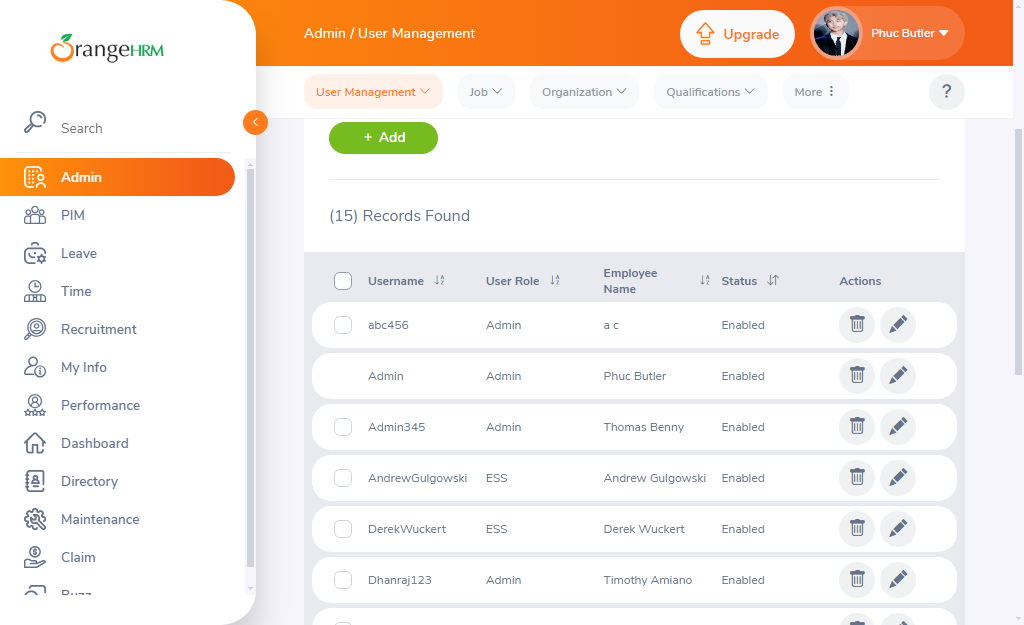 OrangeHRM
Admin / User Management
Upgrade
Phuc Butler
User Management
Job
Organization
Qualifications
More
?
Search
Admin
PIM
Leave
Time
Recruitment
My Info
Performance
Dashboard
Directory
Maintenance
Claim
Buzz
+ Add
(15) Records Found
Username User Role Employee Name Status Actions
abc456 Admin a c Enabled
Admin Admin Phuc Butler Enabled
Admin345 Admin Thomas Benny Enabled
AndrewGulgowski ESS Andrew Gulgowski Enabled
DerekWuckert ESS Derek Wuckert Enabled
Dhanraj123 Admin Timothy Amiano Enabled